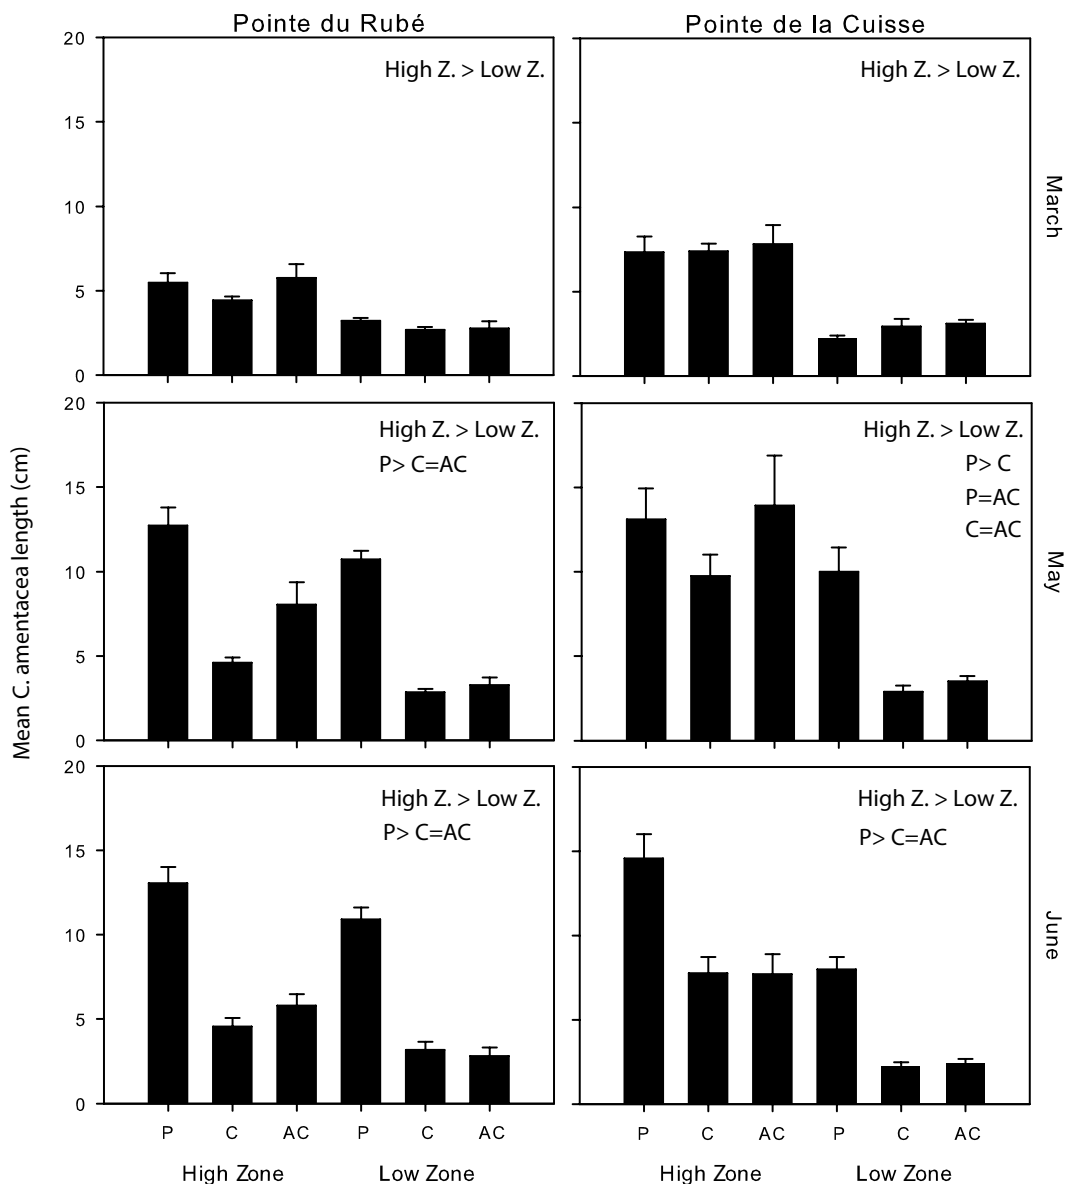 Pointe du Rubé
Pointe de la Cuisse
Mean C. amentacea length (cm)
20
15
10
5
0
High Z. > Low Z.
High Z. > Low Z.
March
20
15
10
5
0
High Z. > Low Z.
P> C=AC
High Z. > Low Z.
P> C
P=AC
C=AC
May
20
15
10
5
0
High Z. > Low Z.
P> C=AC
High Z. > Low Z.
P> C=AC
June
P C AC P C AC
P C AC P C AC
High Zone Low Zone
High Zone Low Zone